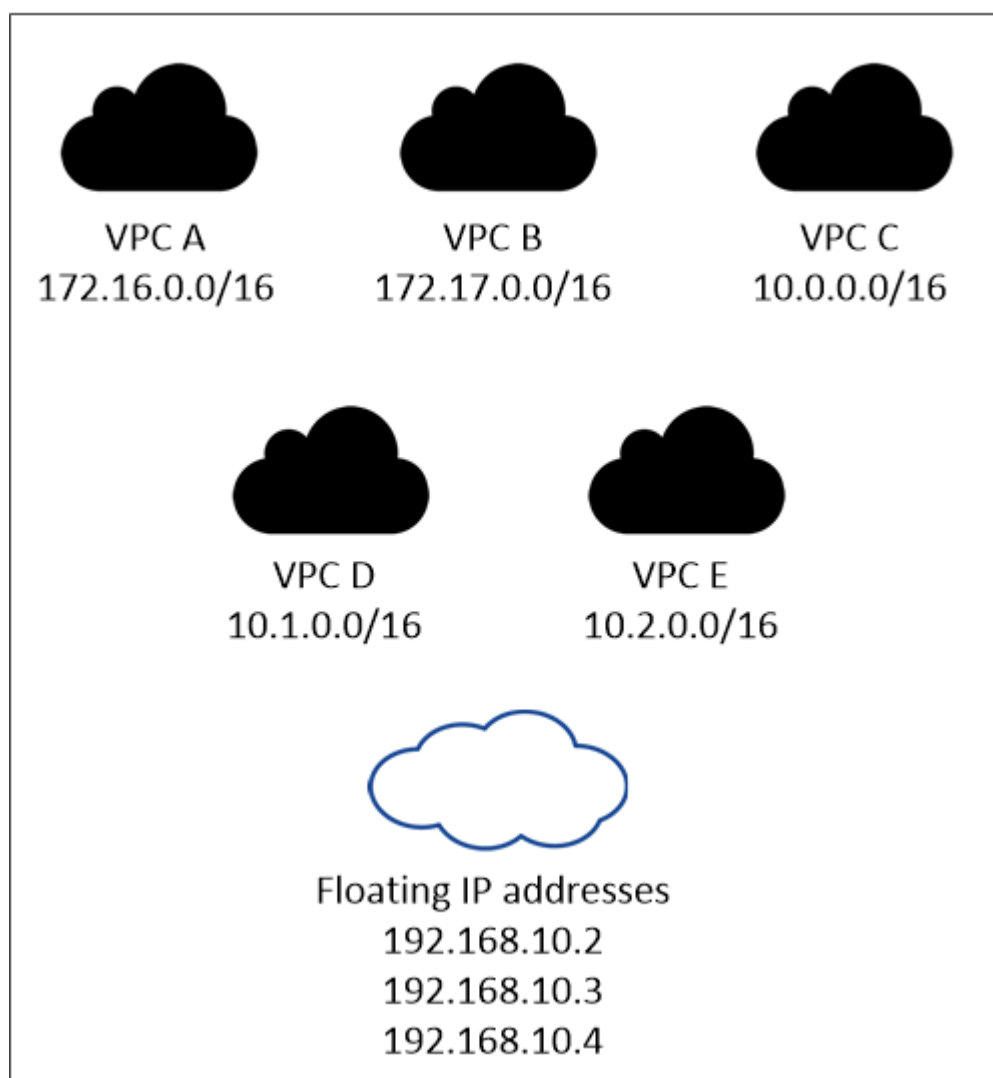 VPC A
172.16.0.0/16
VPC B
172.17.0.0/16
VPC C
10.0.0.0/16
VPC D
10.1.0.0/16
VPC E
10.2.0.0/16
Floating IP addresses
192.168.10.2
192.168.10.3
192.168.10.4